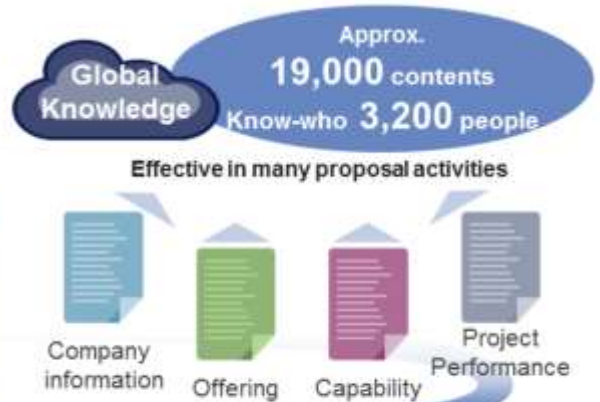 Global
Knowledge
Approx.
19,000 contents
Know-who 3,200 people
Effective in many proposal activities
Company
information
Offering
Capability
Project
Performance